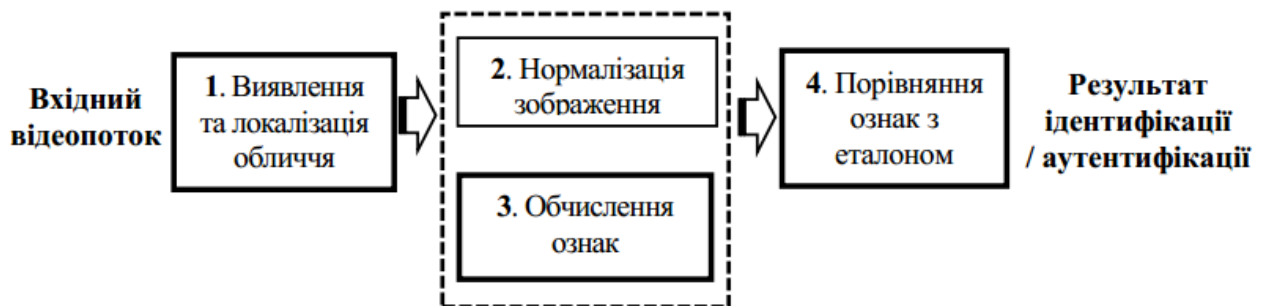 Вхідний
відеопоток
1. Виявлення
та локалізація
обличчя
2. Нормалізація
зображення
3. Обчислення
ознак
4. Порівняння
ознак з
еталоном
Результат
ідентифікації
/ аутентифікації